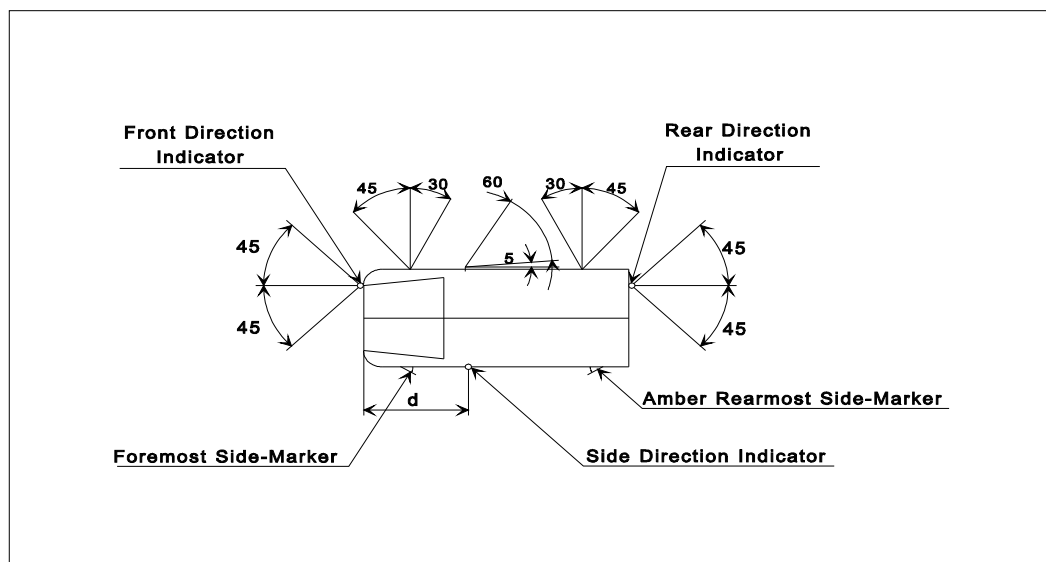 Front Direction
Indicator
Rear Direction
Indicator
45
30
60
30
45
45
45
5
45
45
d
Amber Rearmost Side-Marker
Foremost Side-Marker
Side Direction Indicator